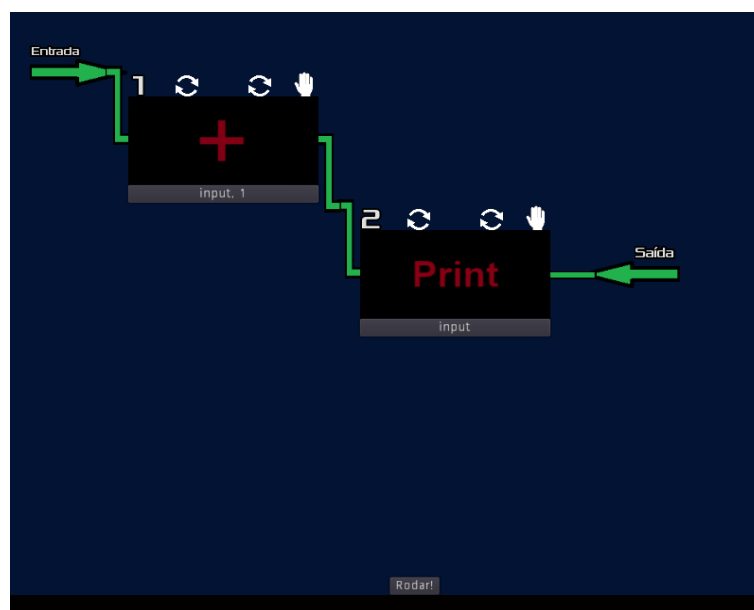 Entrada
1
+
input, 1
2
Print
Saída
input
Rodar!